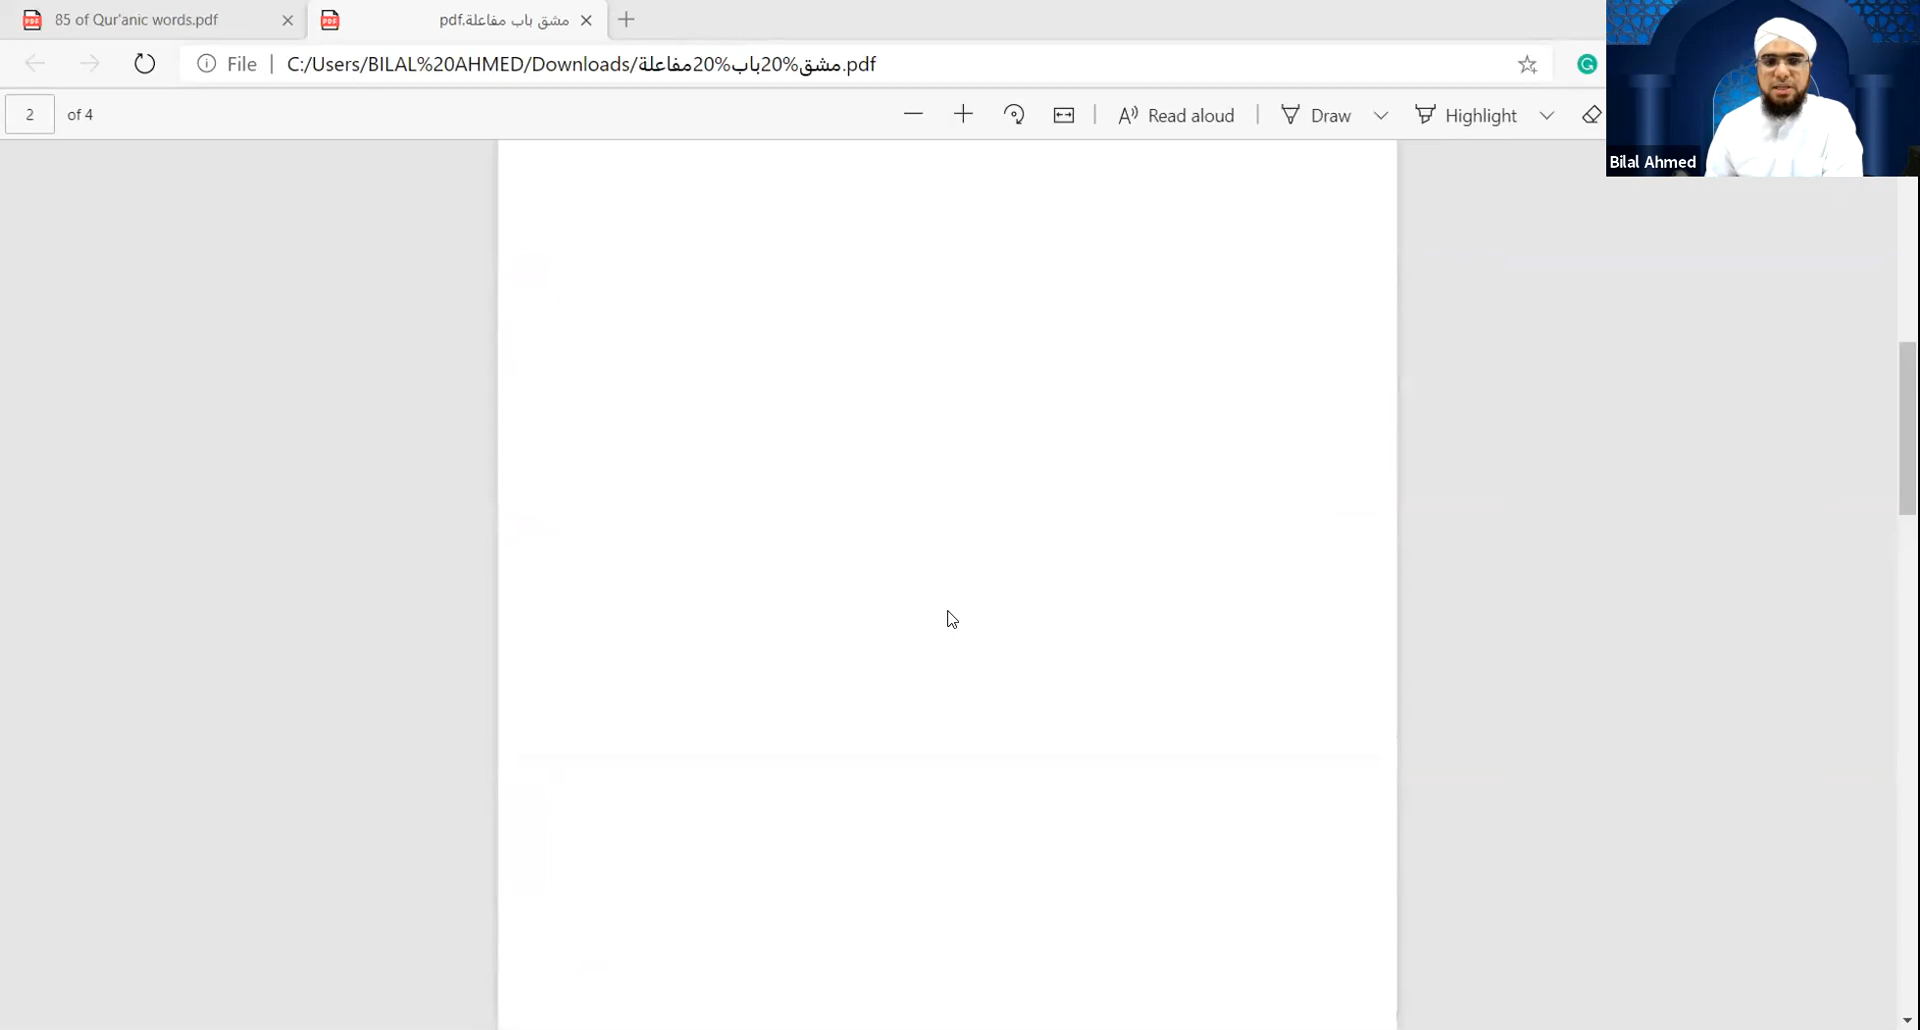 85 of Qur'anic words.pdf
مشق باب مفاعلة.pdf
File | C:/Users/BILAL%20AHMED/Downloads/مشق%20باب%20مفاعلة.pdf
2 of 4
Read aloud
Draw
Highlight
Bilal Ahmed